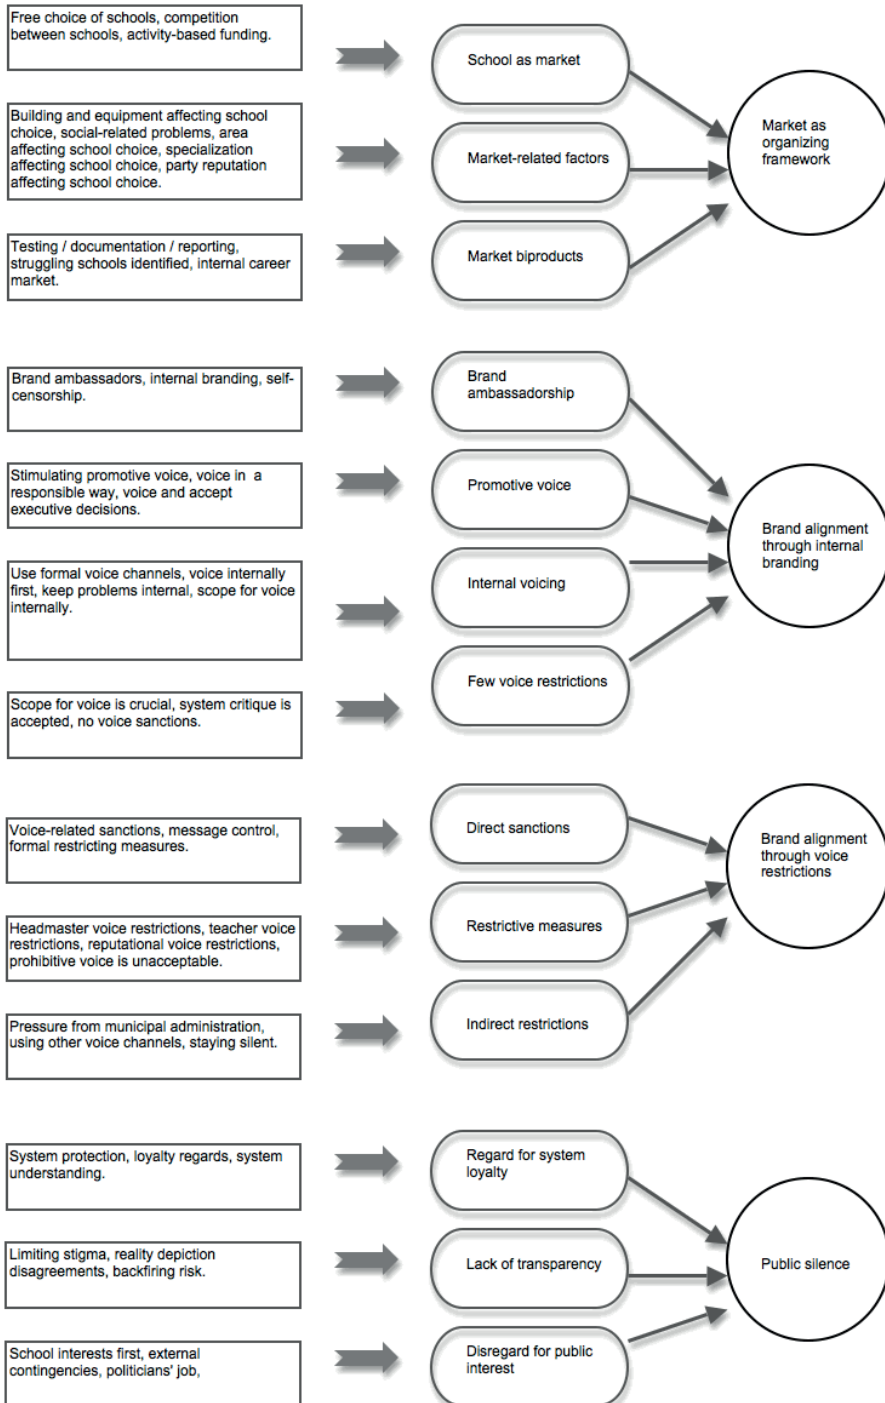 Free choice of schools, competition
between schools, activity-based funding.
School as market
Building and equipment affecting school
choice, social-related problems, area
affecting school choice, specialization
affecting school choice, party reputation
affecting school choice.
Market-related factors
Testing / documentation / reporting,
struggling schools identified, internal career
market.
Market biproducts
Market as
organizing
framework
Brand ambassadors, internal branding, self-
censorship.
Brand
ambassadorship
Stimulating promotive voice, voice in a
responsible way, voice and accept
executive decisions.
Promotive voice
Use formal voice channels, voice internally
first, keep problems internal, scope for voice
internally.
Internal voicing
Scope for voice is crucial, system critique is
accepted, no voice sanctions.
Few voice restrictions
Brand alignment
through internal
branding
Voice-related sanctions, message control,
formal restricting measures.
Direct sanctions
Headmaster voice restrictions, teacher voice
restrictions, reputational voice restrictions,
prohibitive voice is unacceptable.
Restrictive measures
Pressure from municipal administration,
using other voice channels, staying silent.
Indirect restrictions
Brand alignment
through voice
restrictions
System protection, loyalty regards, system
understanding.
Regard for system
loyalty
Limiting stigma, reality depiction
disagreements, backfiring risk.
Lack of transparency
School interests first, external
contingencies, politicians' job,
Disregard for public
interest
Public silence